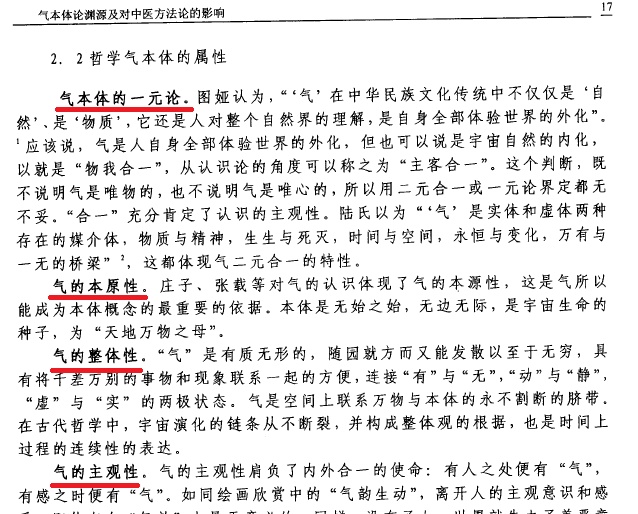 气本体论渊源及对中医方法论的影响
17
2．2哲学气本体的属性
气本体的一元论。图娅认为，“‘气’在中华民族文化传统中不仅仅是‘自
然’、是‘物质’，它还是人对整个自然界的理解，是自身全部体验世界的外化”。
1应该说，气是人自身全部体验世界的外化，但也可以说是宇宙自然的内化，
以就是“物我合一”，从认识论的角度可以称之为“主客合一”。这个判断，既
不说明气是唯物的，也不说明气是唯心的，所以用二元合一或一元论界定都无
不妥。“合一”充分肯定了认识的主观性。陆氏以为“‘气’是实体和虚体两种
存在的媒介体，物质与精神，生生与死灭，时间与空间，永恒与变化，万有与
一无的桥梁”2，这都体现气二元合一的特性。
气的本原性。庄子、张载等对气的认识体现了气的本源性，这是气所以
能成为本体概念的最重要的依据。本体是无始之始，无边无际，是宇宙生命的
种子，为“天地万物之母”。
气的整体性。“气”是有质无形的，随园就方而又能发散以至于无穷，具
有将千差万别的事物和现象联系一起的方便，连接“有”与“无”，“动”与“静”，
“虚”与“实”的两极状态。气是空间上联系万物与本体的永不割断的脐带。
在古代哲学中，宇宙演化的链条从不断裂，并构成整体观的根据，也是时间上
过程的连续性的表达。
气的主观性。气的主观性肩负了内外合一的使命：有人之处便有“气”，
有感之时便有“气”。如同绘画欣赏中的“气韵生动”，离开人的主观意识和感